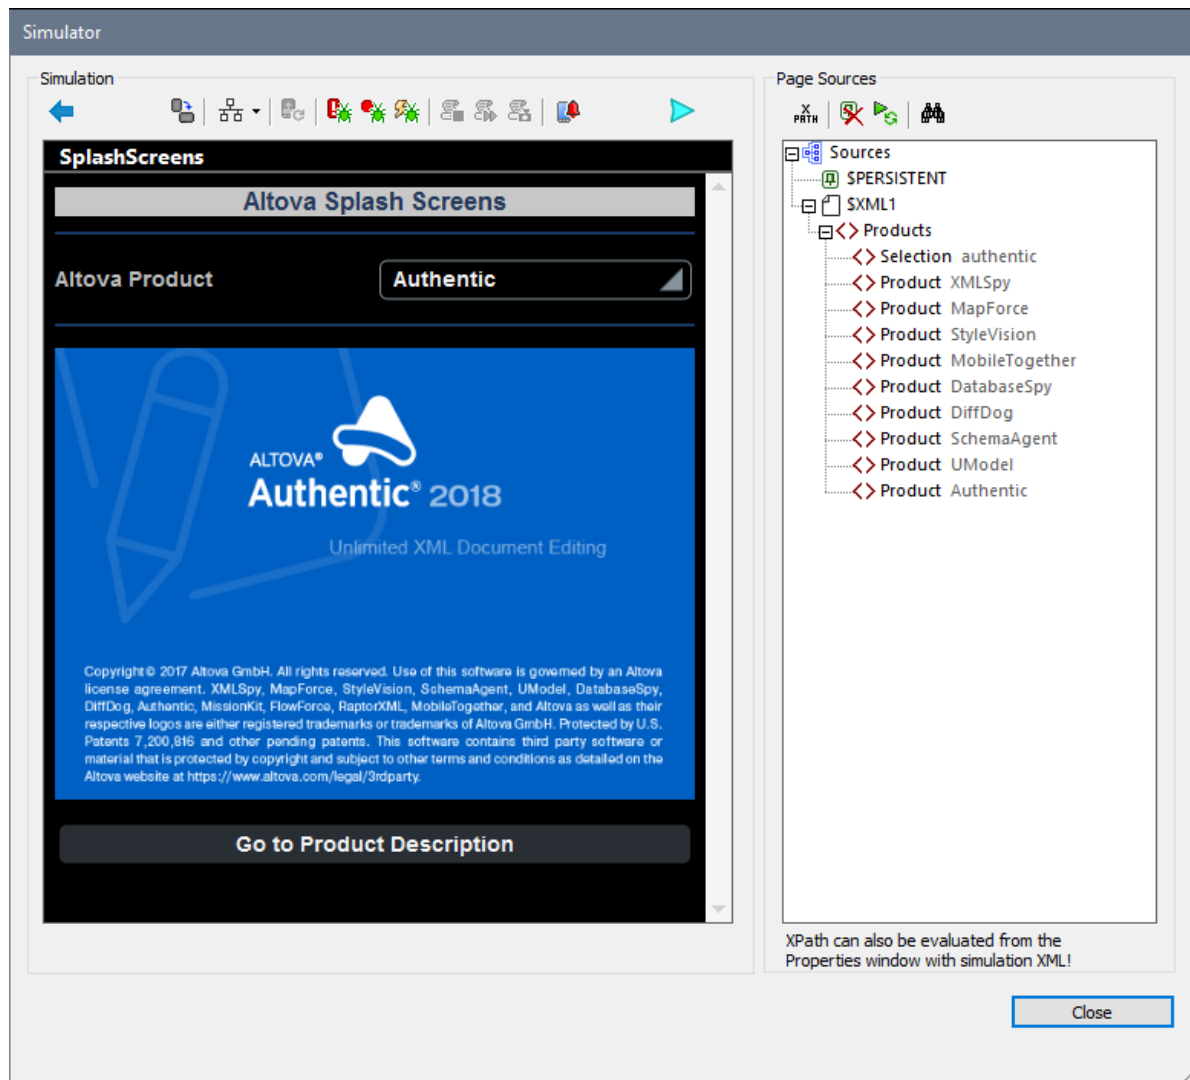 Simulator
Simulation
SplashScreens
Altova Splash Screens
Altova Product
Authentic
ALTOVA®
Authentic® 2018
Unlimited XML Document Editing
Copyright© 2017 Altova GmbH. All rights reserved. Use of this software is governed by an Altova
license agreement. XMLSpy, MapForce, StyleVision, SchemaAgent, UModel, DatabaseSpy,
DiffDog, Authentic, MissionKit, FlowForce, RaptorXML, MobileTogether, and Altova as well as their
respective logos are either registered trademarks or trademarks of Altova GmbH. Protected by U.S.
Patents 7,200,816 and other pending patents. This software contains third party software or
material that is protected by copyright and subject to other terms and conditions as detailed on the
Altova website at https://www.altova.com/legal/3rdparty.
Go to Product Description
Page Sources
XPATH
Sources
$PERSISTENT
$XML1
Products
Selection authentic
Product XMLSpy
Product MapForce
Product StyleVision
Product MobileTogether
Product DatabaseSpy
Product DiffDog
Product SchemaAgent
Product UModel
Product Authentic
XPath can also be evaluated from the
Properties window with simulation XML!
Close